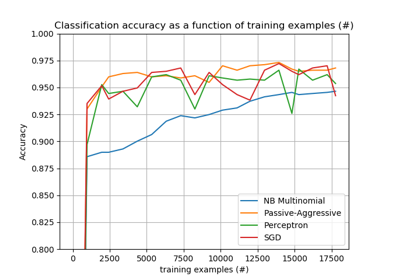 Classification accuracy as a function of training examples (#)
1.000
0.975
0.950
0.925
0.900
0.875
0.850
0.825
0.800
Accuracy
NB Multinomial
Passive-Aggressive
Perceptron
SGD
0 2500 5000 7500 10000 12500 15000 17500
training examples (#)